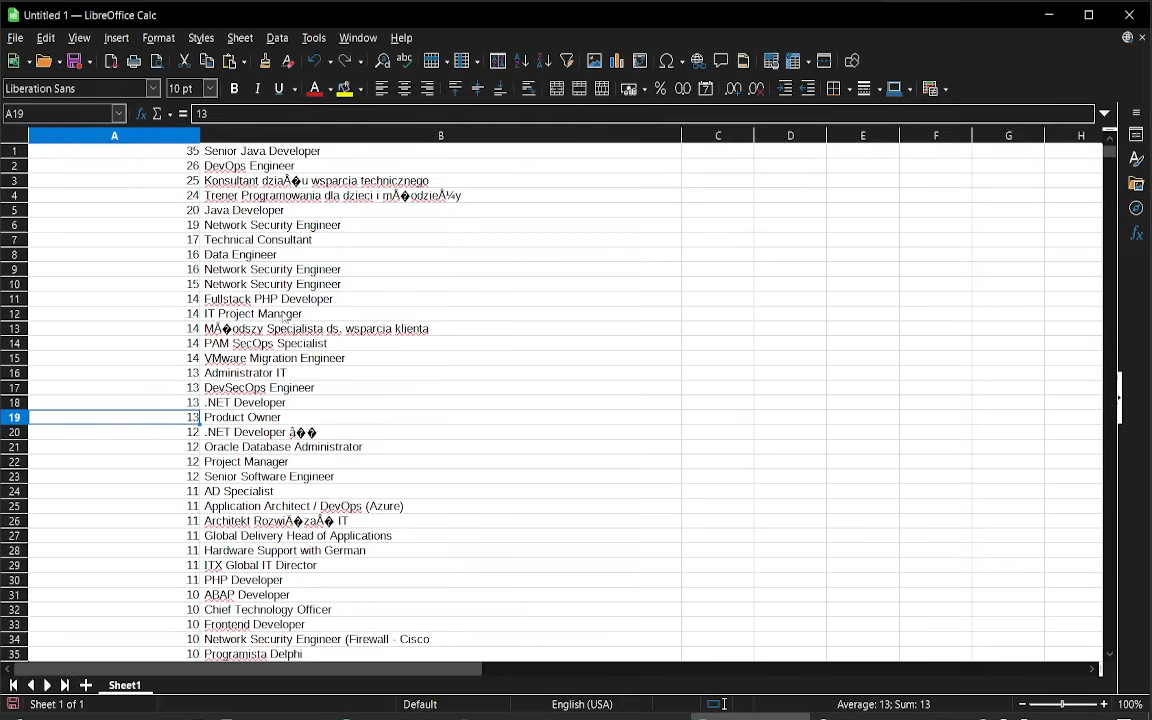 Untitled 1 — LibreOffice Calc
File Edit View Insert Format Styles Sheet Data Tools Window Help
Liberation Sans 10 pt
A19 13
A B C D E F G H
1 35 Senior Java Developer
2 26 DevOps Engineer
3 25 Konsultant dziaÅ�u wsparcia technicznego
4 24 Trener Programowania dla dzieci i mÅ�odzieÅ¼y
5 20 Java Developer
6 19 Network Security Engineer
7 17 Technical Consultant
8 16 Data Engineer
9 16 Network Security Engineer
10 15 Network Security Engineer
11 14 Fullstack PHP Developer
12 14 IT Project Manager
13 14 MÅ�odszy Specjalista ds. wsparcia klienta
14 14 PAM SecOps Specialist
15 14 VMware Migration Engineer
16 13 Administrator IT
17 13 DevSecOps Engineer
18 13 .NET Developer
19 13 Product Owner
20 12 .NET Developer â��
21 12 Oracle Database Administrator
22 12 Project Manager
23 12 Senior Software Engineer
24 11 AD Specialist
25 11 Application Architect / DevOps (Azure)
26 11 Architekt RozwiÄ�zaÅ� IT
27 11 Global Delivery Head of Applications
28 11 Hardware Support with German
29 11 ITX Global IT Director
30 11 PHP Developer
31 10 ABAP Developer
32 10 Chief Technology Officer
33 10 Frontend Developer
34 10 Network Security Engineer (Firewall - Cisco
35 10 Programista Delphi
Sheet1
Sheet 1 of 1 Default English (USA) Average: 13; Sum: 13 100%